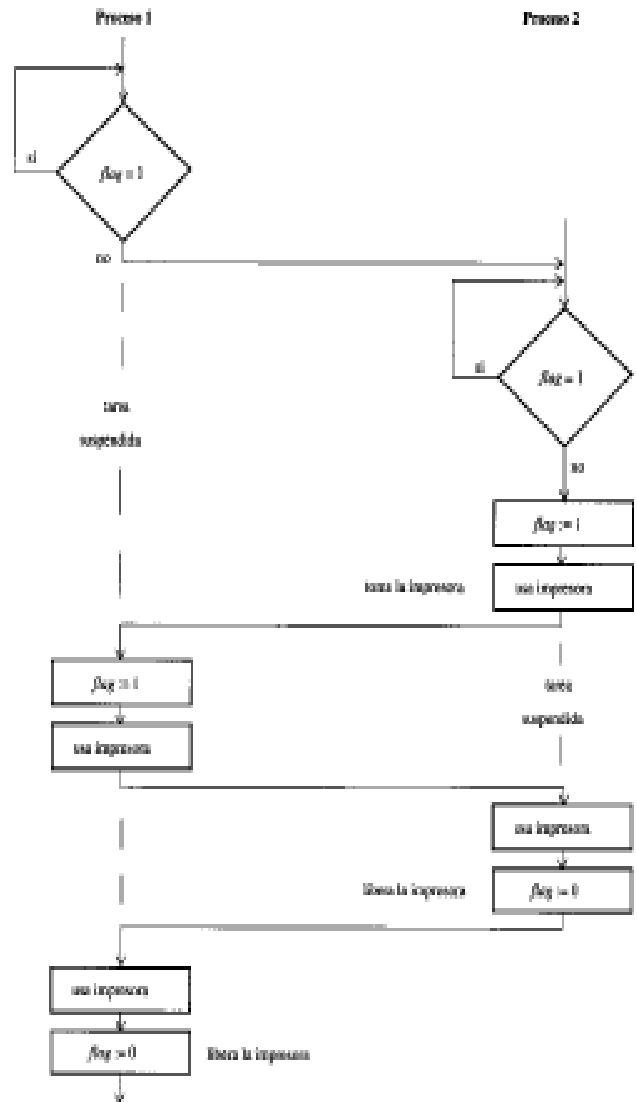 Proceso 1
Proceso 2
flag = 1
si
no
flag = 1
si
no
tarea
suspendida
flag := 1
toma la impresora
usa impresora
flag := 1
tarea
suspendida
usa impresora
usa impresora
libera la impresora
flag := 0
usa impresora
flag := 0
libera la impresora